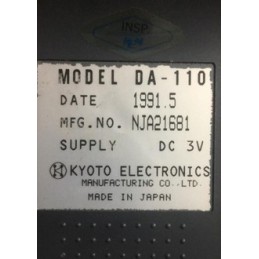 INSP
MODEL DA-110
DATE 1991.5
MFG.NO. NJA21681
SUPPLY DC 3V
KYOTO ELECTRONICS
MANUFACTURING CO.,LTD.
MADE IN JAPAN